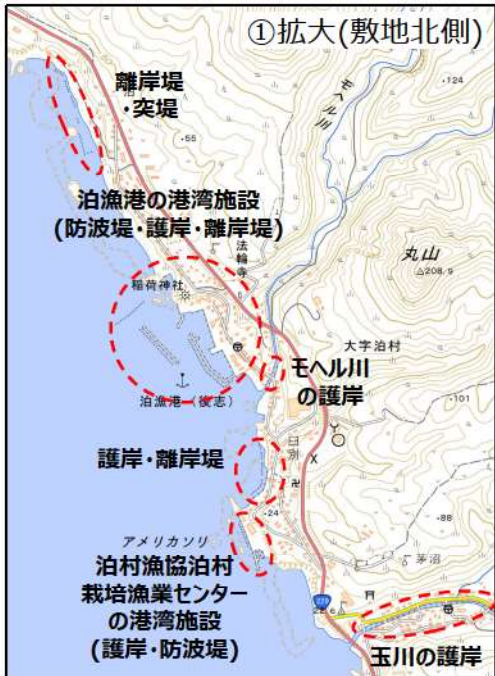 ①拡大(敷地北側)
離岸堤
・突堤
モヘル川
・124
・55
泊漁港の港湾施設
(防波堤・護岸・離岸堤)
法輪寺
丸山
△208.9
稲荷神社
大字泊村
モヘル川
の護岸
泊漁港(後志)
・101
護岸・離岸堤
臼別
・24
・88
アメリカソリ
茅沼
泊村漁協泊村
栽培漁業センター
の港湾施設
(護岸・防波堤)
229
玉川の護岸